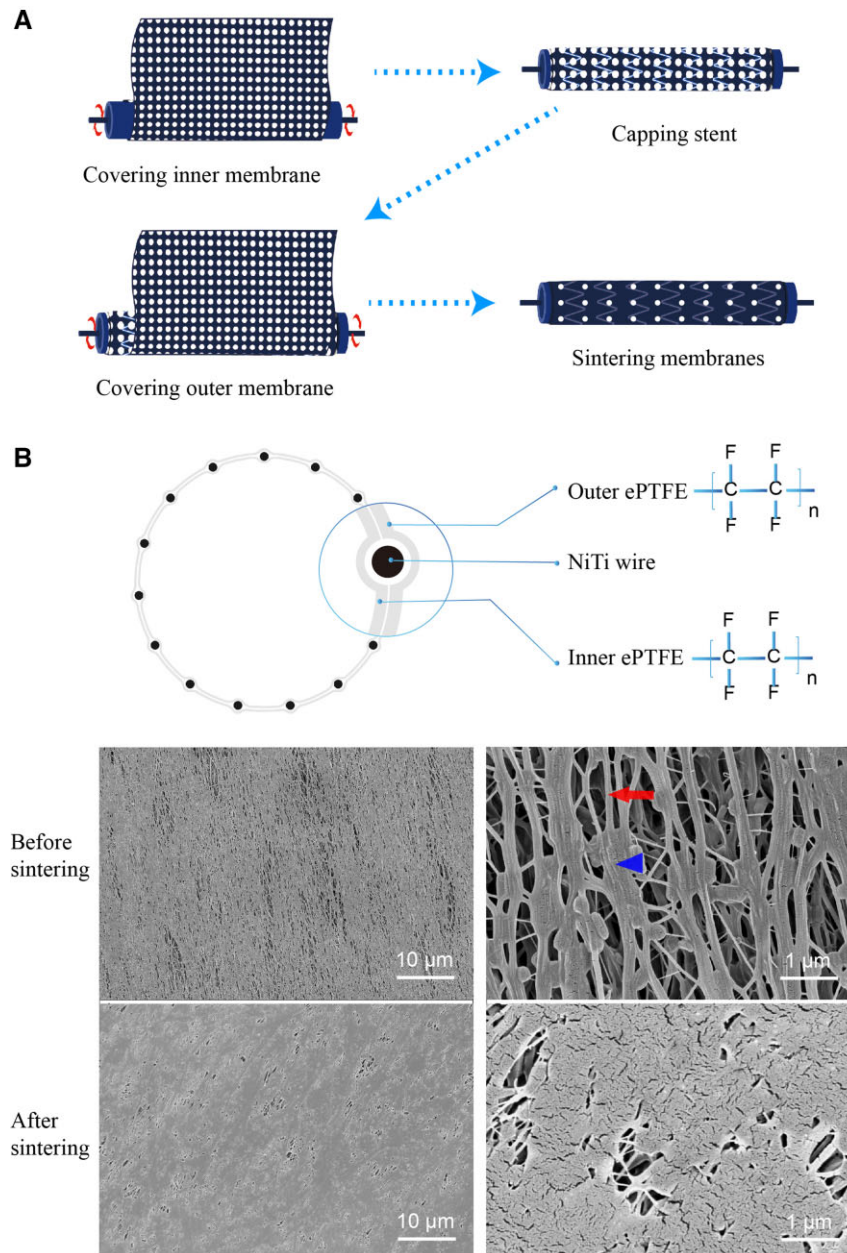 A
Covering inner membrane
Capping stent
Covering outer membrane
Sintering membranes
B
Outer ePTFE
F F
C C
n
F F
NiTi wire
Inner ePTFE
F F
C C
n
F F
Before
sintering
10 µm
1 µm
After
sintering
10 µm
1 µm